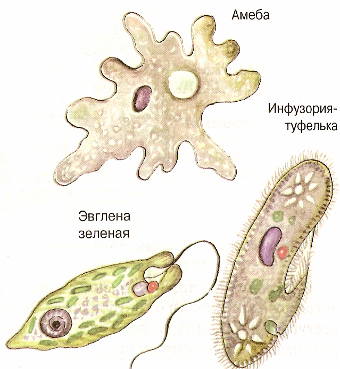 Амеба
Инфузория-
туфелька
Эвглена
зеленая